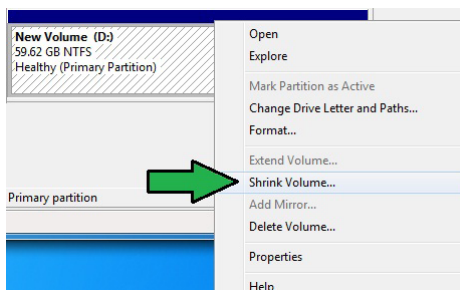 New Volume (D:)
59.62 GB NTFS
Healthy (Primary Partition)
Primary partition
Open
Explore
Mark Partition as Active
Change Drive Letter and Paths...
Format...
Extend Volume...
Shrink Volume...
Add Mirror...
Delete Volume...
Properties
Help